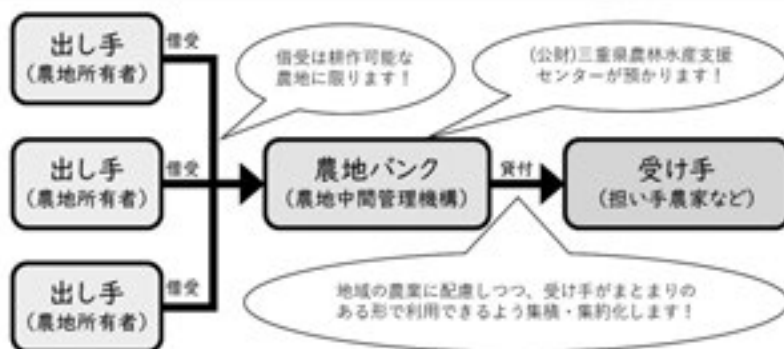 出し手
(農地所有者)
借受
借受は耕作可能な
農地に限ります！
(公財)三重県農林水産支援
センターが預かります！
出し手
(農地所有者)
借受
農地バンク
(農地中間管理機構)
貸付
受け手
(担い手農家など)
出し手
(農地所有者)
借受
地域の農業に配慮しつつ、受け手がまとまりの
ある形で利用できるよう集積・集約化します！